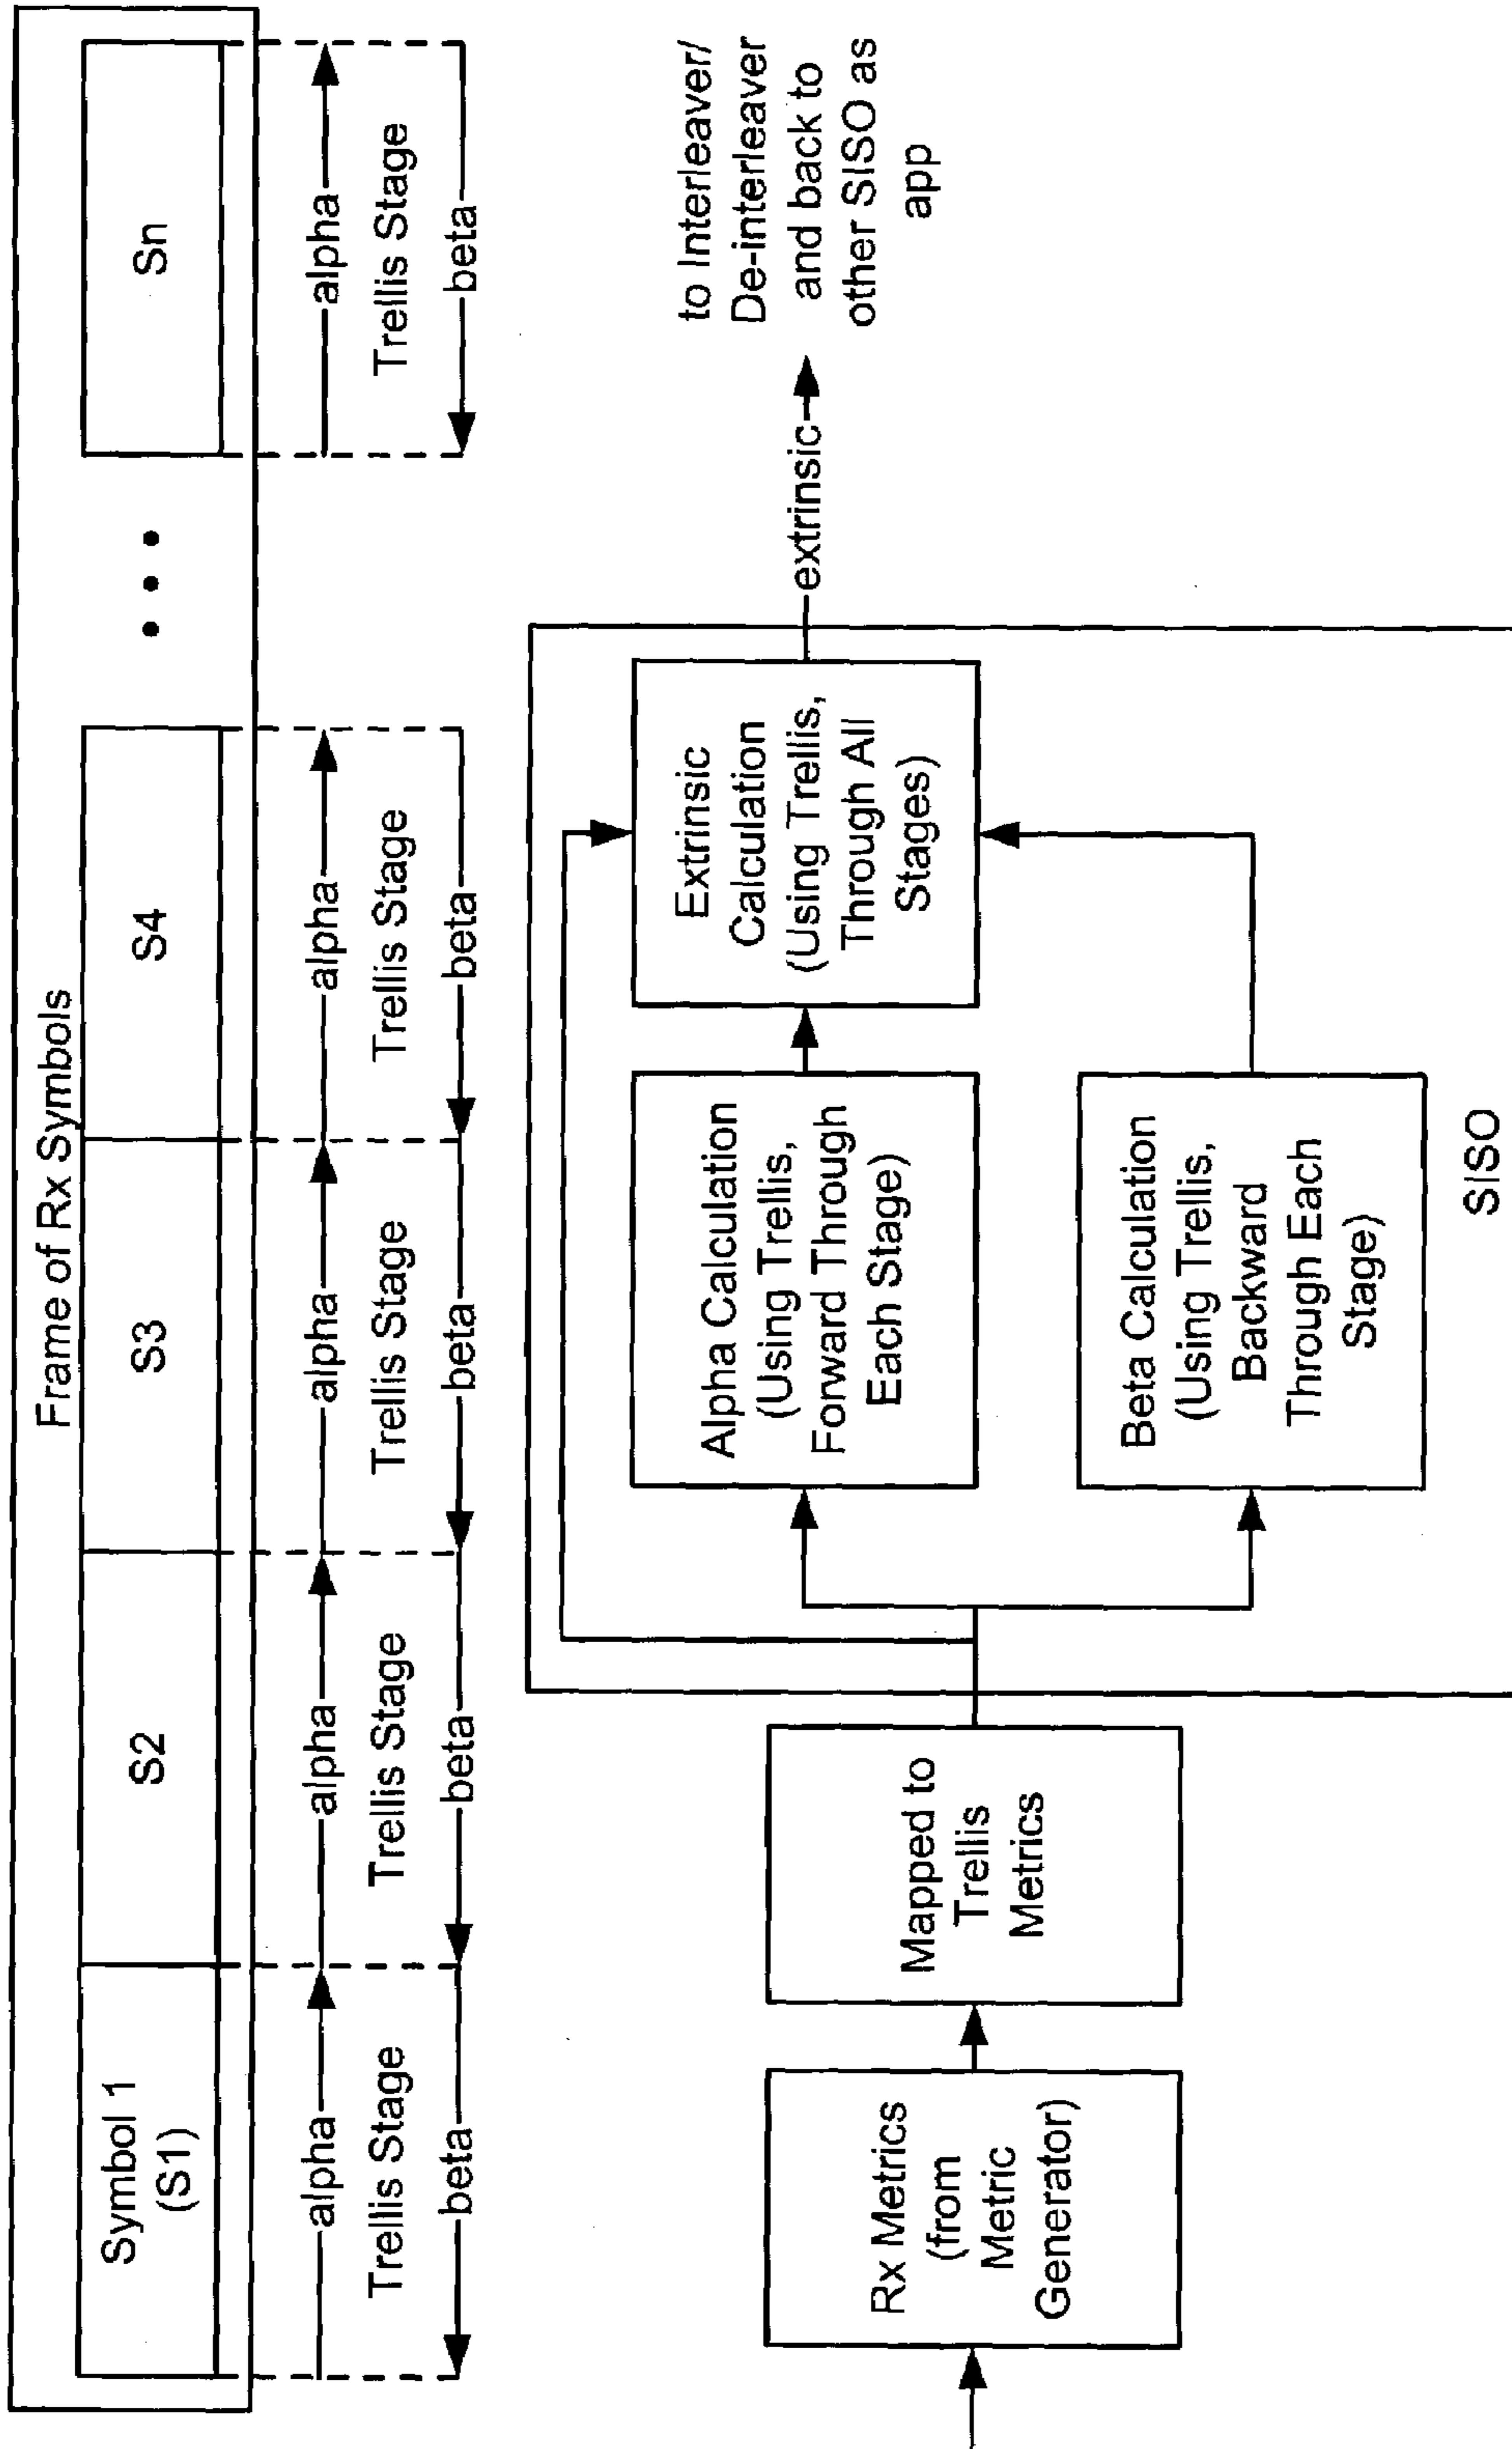 Frame of Rx Symbols
Symbol 1
(S1)
S2
S3
S4
Sn
alpha
alpha
alpha
alpha
alpha
Trellis Stage
Trellis Stage
Trellis Stage
Trellis Stage
Trellis Stage
beta
beta
beta
beta
beta
Rx Metrics
(from
Metric
Generator)
Mapped to
Trellis
Metrics
Alpha Calculation
(Using Trellis,
Forward Through
Each Stage)
Beta Calculation
(Using Trellis,
Backward
Through Each
Stage)
Extrinsic
Calculation
(Using Trellis,
Through All
Stages)
SISO
extrinsic
to Interleaver/
De-interleaver
and back to
other SISO as
app